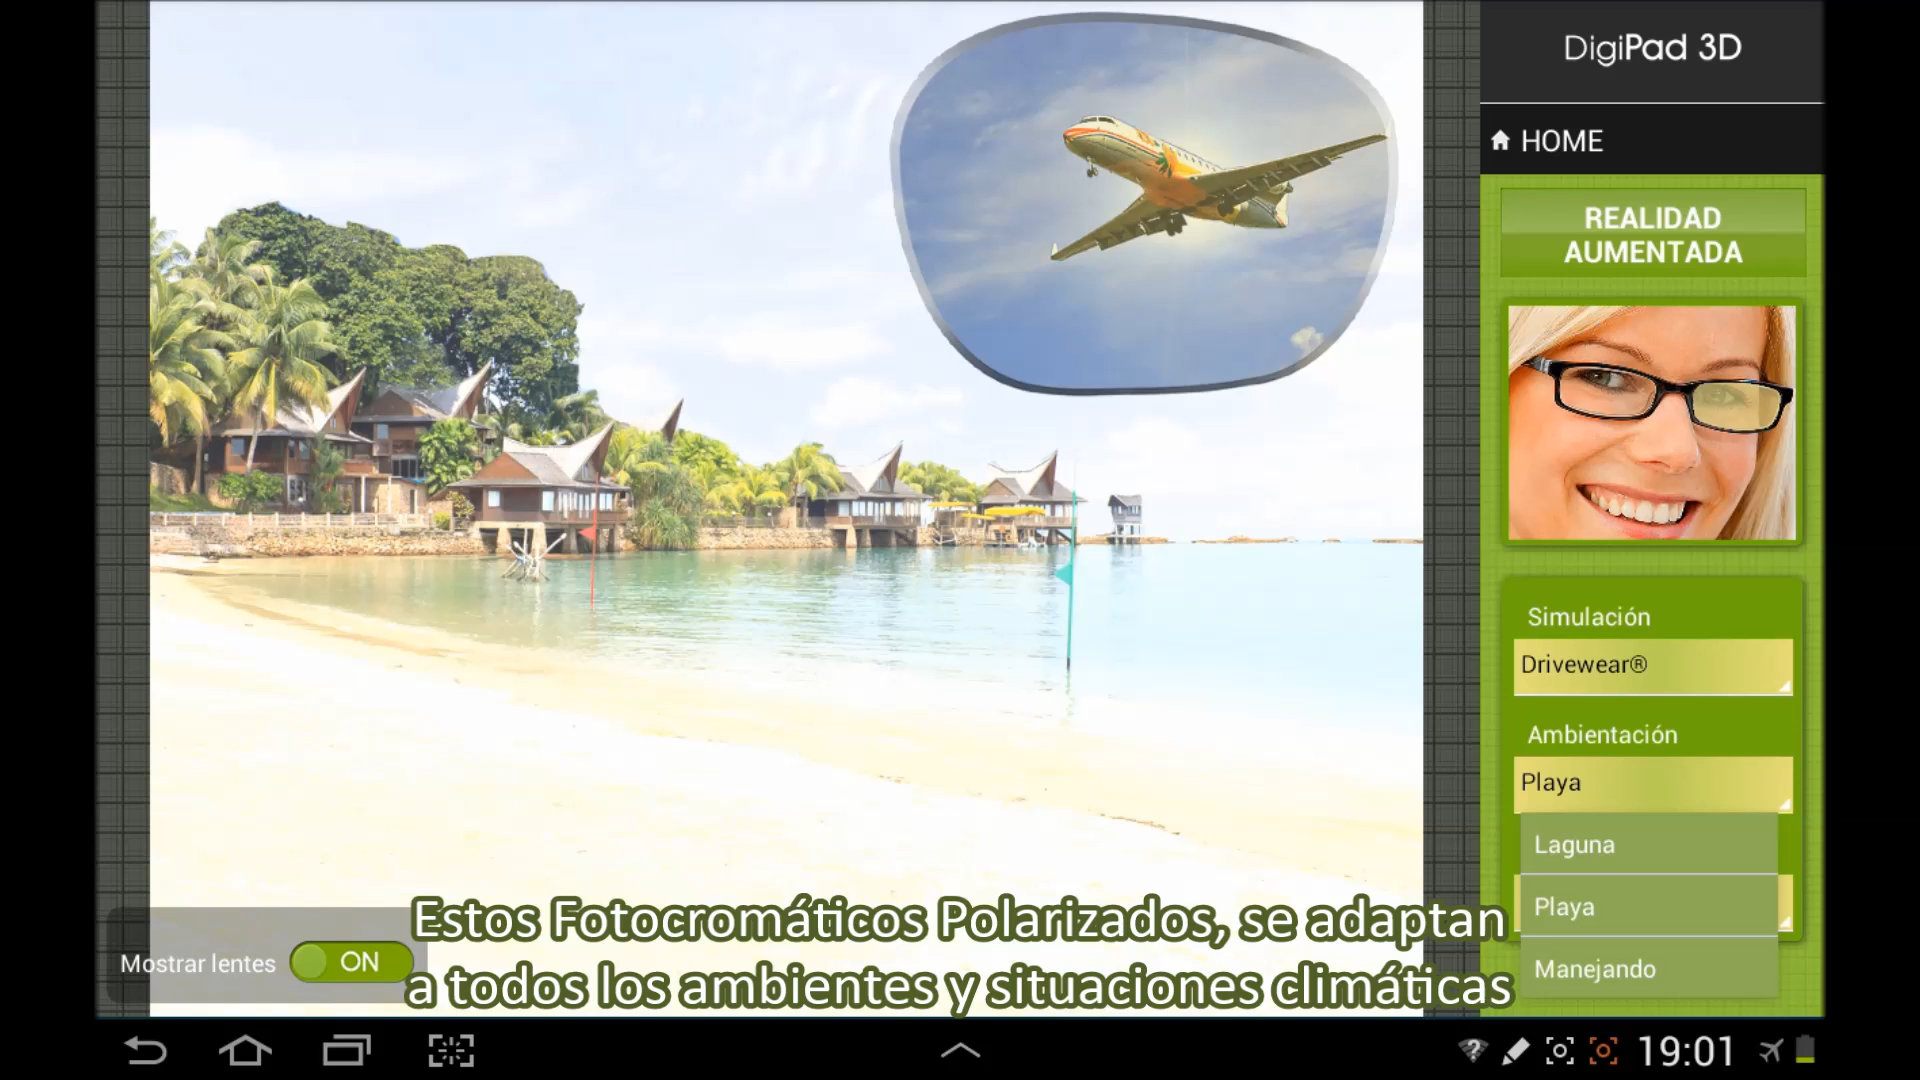 DigiPad 3D
HOME
REALIDAD
AUMENTADA
Simulación
Drivewear®
Ambientación
Playa
Laguna
Playa
Manejando
Mostrar lentes
ON
Estos Fotocromáticos Polarizados, se adaptan
a todos los ambientes y situaciones climáticas
19:01